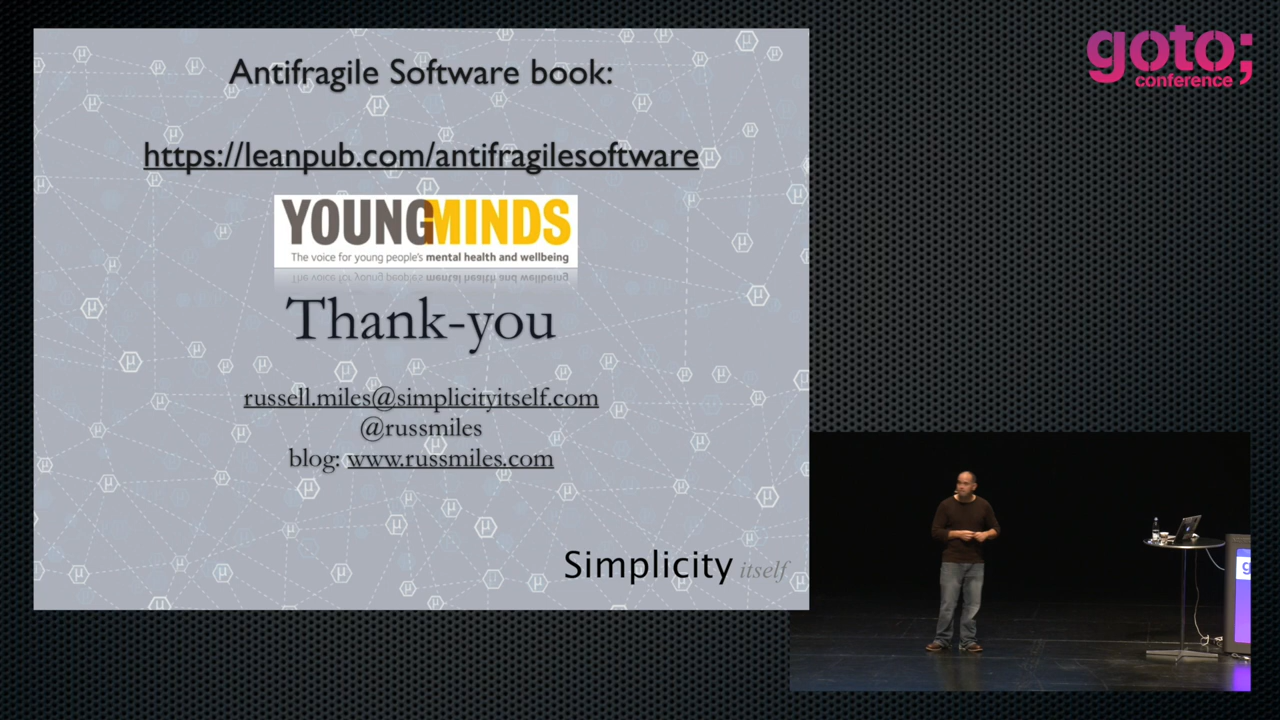 Antifragile Software book:
https://leanpub.com/antifragilesoftware
YOUNGMINDS
The voice for young people's mental health and wellbeing
Thank-you
russell.miles@simplicityitself.com
@russmiles
blog: www.russmiles.com
Simplicity itself
goto;
conference
g